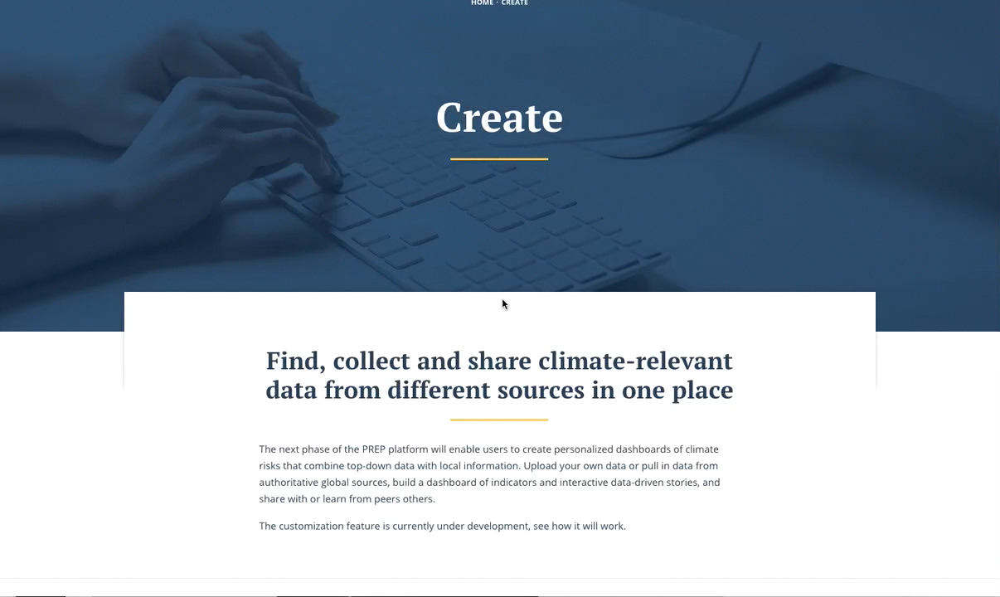 HOME · CREATE
Create
Find, collect and share climate-relevant
data from different sources in one place
The next phase of the PREP platform will enable users to create personalized dashboards of climate
risks that combine top-down data with local information. Upload your own data or pull in data from
authoritative global sources, build a dashboard of indicators and interactive data-driven stories, and
share with or learn from peers others.
The customization feature is currently under development, see how it will work.